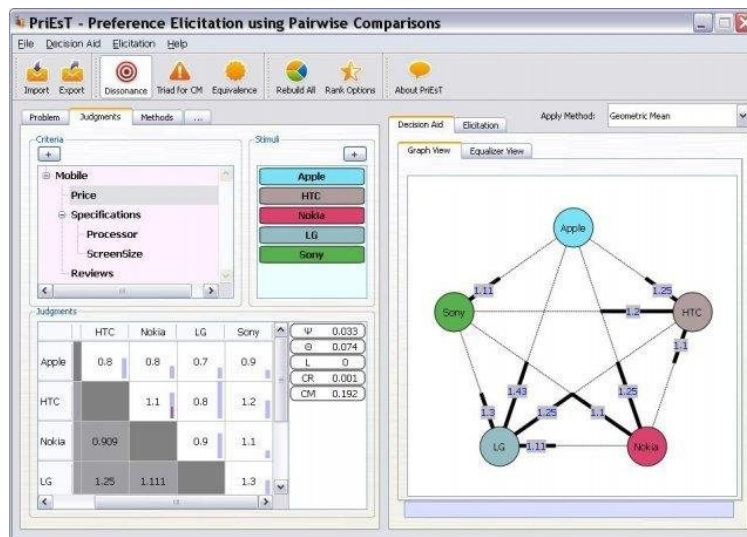 PriEsT - Preference Elicitation using Pairwise Comparisons
File Decision Aid Elicitation Help
Import Export Dissonance Triad for CM Equivalence Rebuild All Rank Options About PriEsT
Problem Judgments Methods ...
Criteria
+
Mobile
Price
Specifications
Processor
ScreenSize
Reviews
Stimuli
+
Apple
HTC
Nokia
LG
Sony
Judgments
HTC Nokia LG Sony
Apple 0.8 0.8 0.7 0.9
HTC 1.1 0.8 1.2
Nokia 0.909 0.9 1.1
LG 1.25 1.111 1.3
Ψ 0.033
Θ 0.074
L 0
CR 0.001
CM 0.192
Decision Aid Elicitation Apply Method: Geometric Mean
Graph View Equalizer View
Apple
1.11 1.25
Sony 1.2 HTC
1.1
1.43 1.25
1.3 1.25 1.1
LG 1.11 Nokia